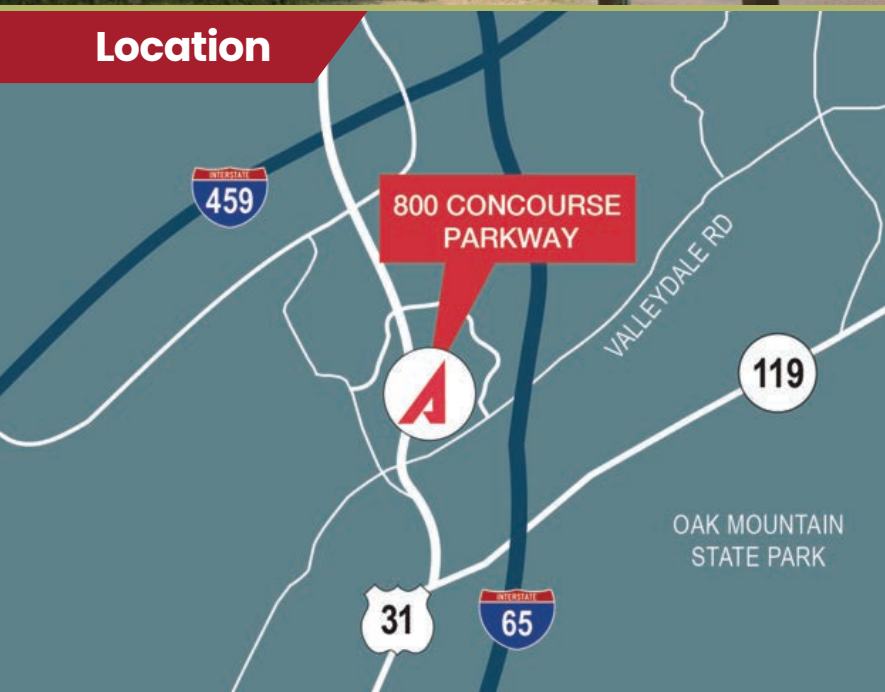 Location
INTERSTATE
459
800 CONCOURSE
PARKWAY
VALLEYDALE RD
119
OAK MOUNTAIN
STATE PARK
31
INTERSTATE
65